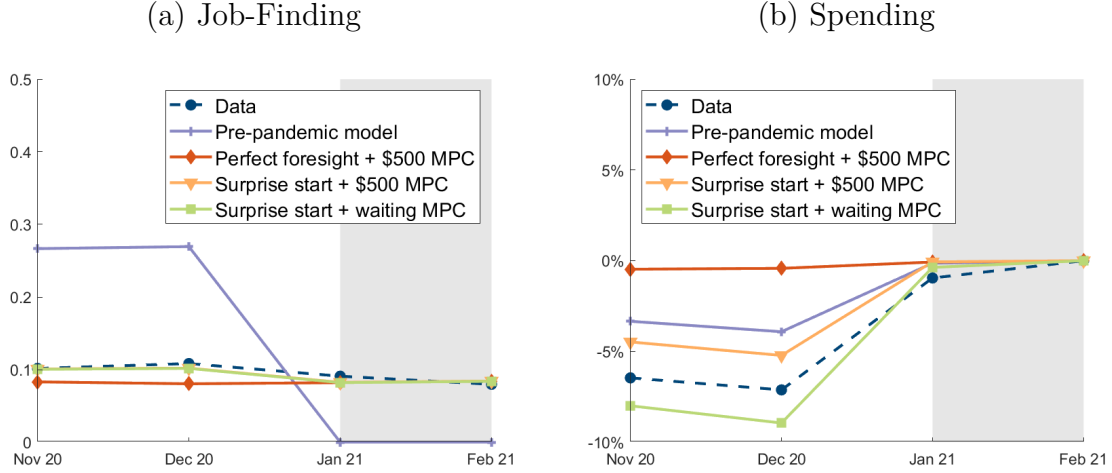 (a) Job-Finding
0.5
0.4
0.3
0.2
0.1
0
Nov 20
Dec 20
Jan 21
Feb 21
Data
Pre-pandemic model
Perfect foresight + $500 MPC
Surprise start + $500 MPC
Surprise start + waiting MPC
(b) Spending
10%
5%
0%
-5%
-10%
Nov 20
Dec 20
Jan 21
Feb 21
Data
Pre-pandemic model
Perfect foresight + $500 MPC
Surprise start + $500 MPC
Surprise start + waiting MPC